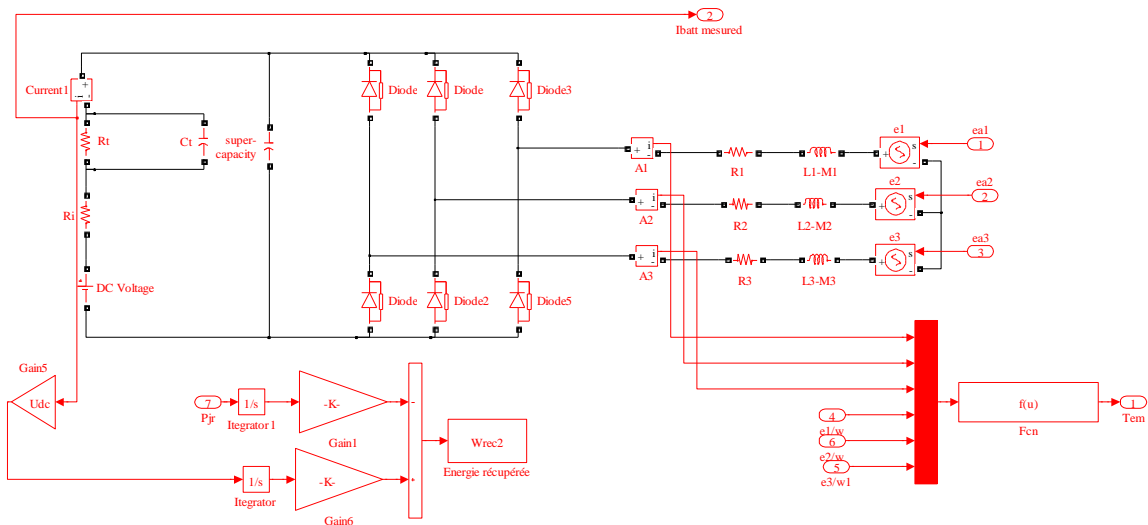 2
Ibatt mesured
+
i
-
Current1
Rt
Ct
super-
capacity
Diode
Diode
Diode3
Ri
DC Voltage
Diode
Diode2
Diode5
+
i
-
A1
R1
L1-M1
e1
+
s
-
ea1
1
+
i
-
A2
R2
L2-M2
e2
+
s
-
ea2
2
+
i
-
A3
R3
L3-M3
e3
+
s
-
ea3
3
Gain5
Udc
7
Pjr
1/s
Itegrator 1
-K-
Gain1
-
+
Wrec2
Energie récupérée
1/s
Itegrator
-K-
Gain6
4
e1/w
6
e2/w
5
e3/w1
f(u)
Fcn
1
Tem